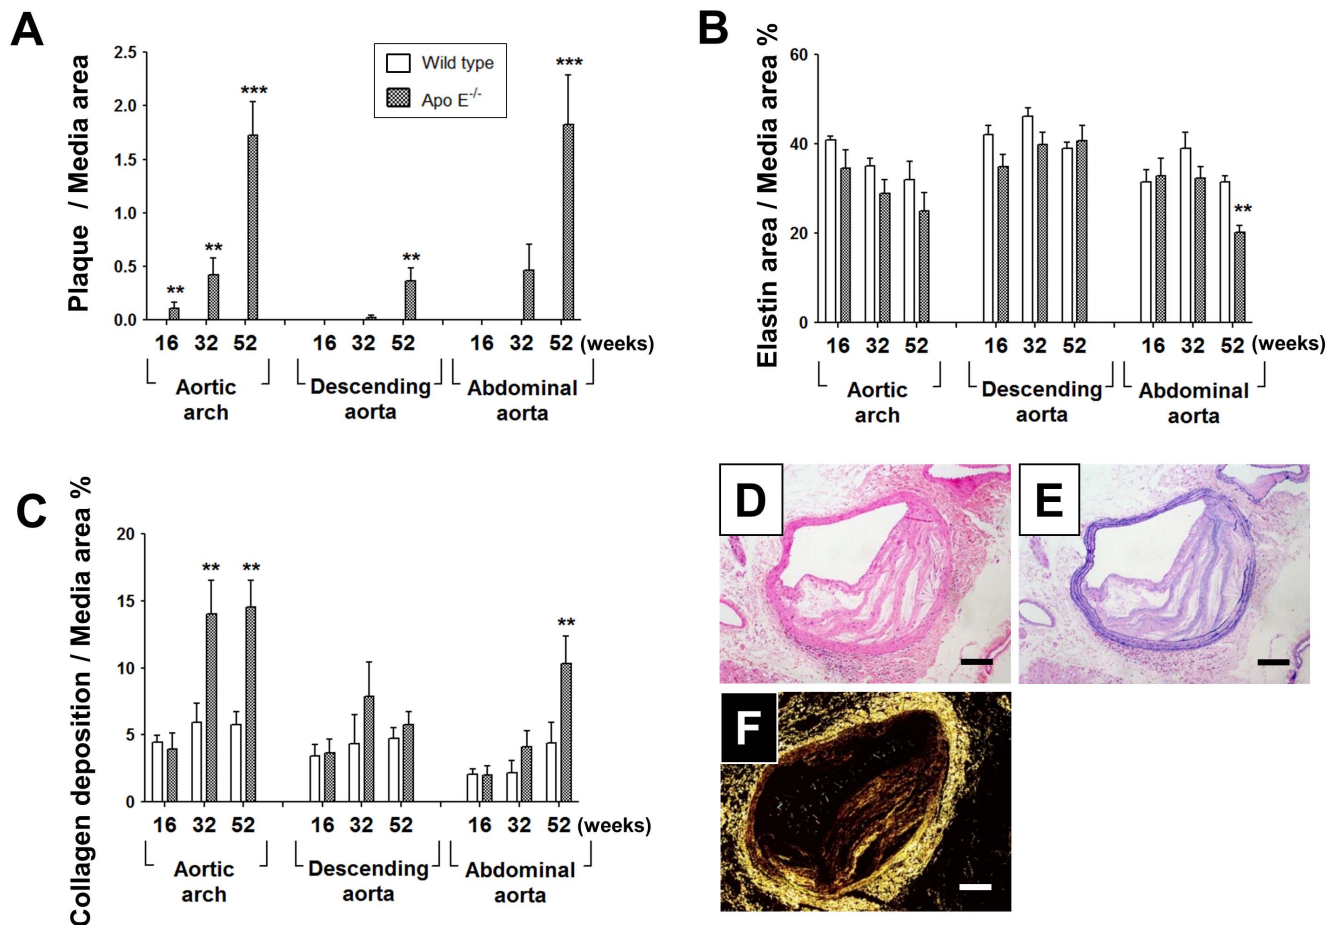 A
Plaque / Media area
2.5
2.0
1.5
1.0
0.5
0.0
Wild type
Apo E-/-
** ** *** ** ***
16 32 52 16 32 52 16 32 52 (weeks)
Aortic arch
Descending aorta
Abdominal aorta
B
Elastin area / Media area %
60
40
20
0
**
16 32 52 16 32 52 16 32 52 (weeks)
Aortic arch
Descending aorta
Abdominal aorta
C
Collagen deposition / Media area %
20
15
10
5
0
** ** **
16 32 52 16 32 52 16 32 52 (weeks)
Aortic arch
Descending aorta
Abdominal aorta
D
E
F